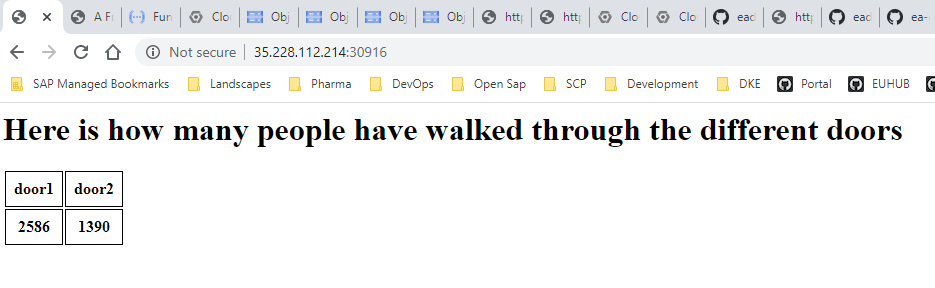 A F Fun Clo Obj Obj Obj Obj http http Clo Clo ead http ead ea-
Not secure | 35.228.112.214:30916
SAP Managed Bookmarks Landscapes Pharma DevOps Open Sap SCP Development DKE Portal EUHUB
Here is how many people have walked through the different doors
door1 door2
2586 1390